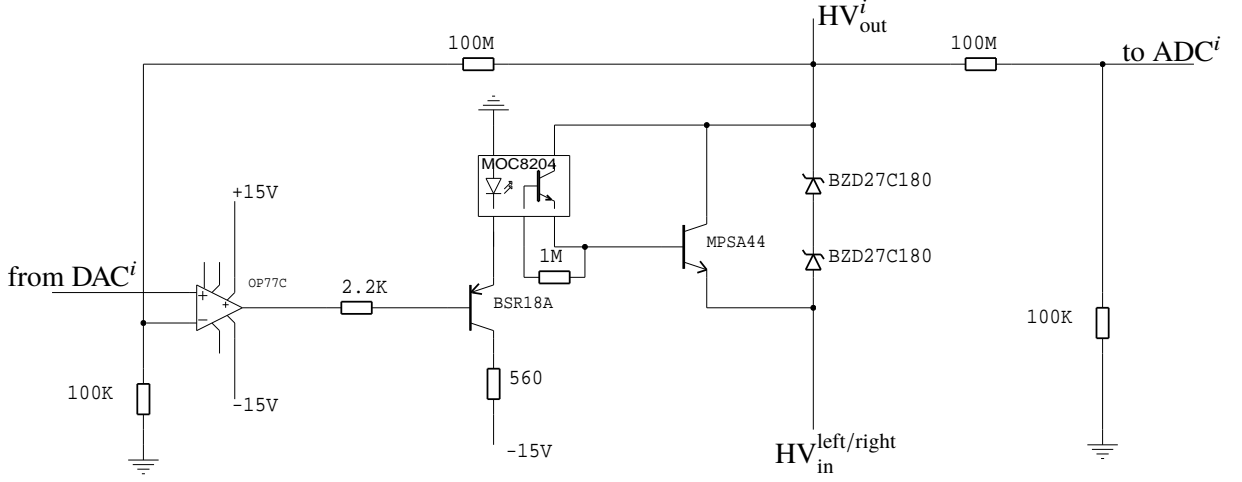 HV^i_out
100M
100M
to ADC^i
MOC8204
BZD27C180
+15V
1M
MPSA44
BZD27C180
from DAC^i
OP77C
2.2K
BSR18A
+
+
−
100K
560
100K
−15V
−15V
HV^left/right_in